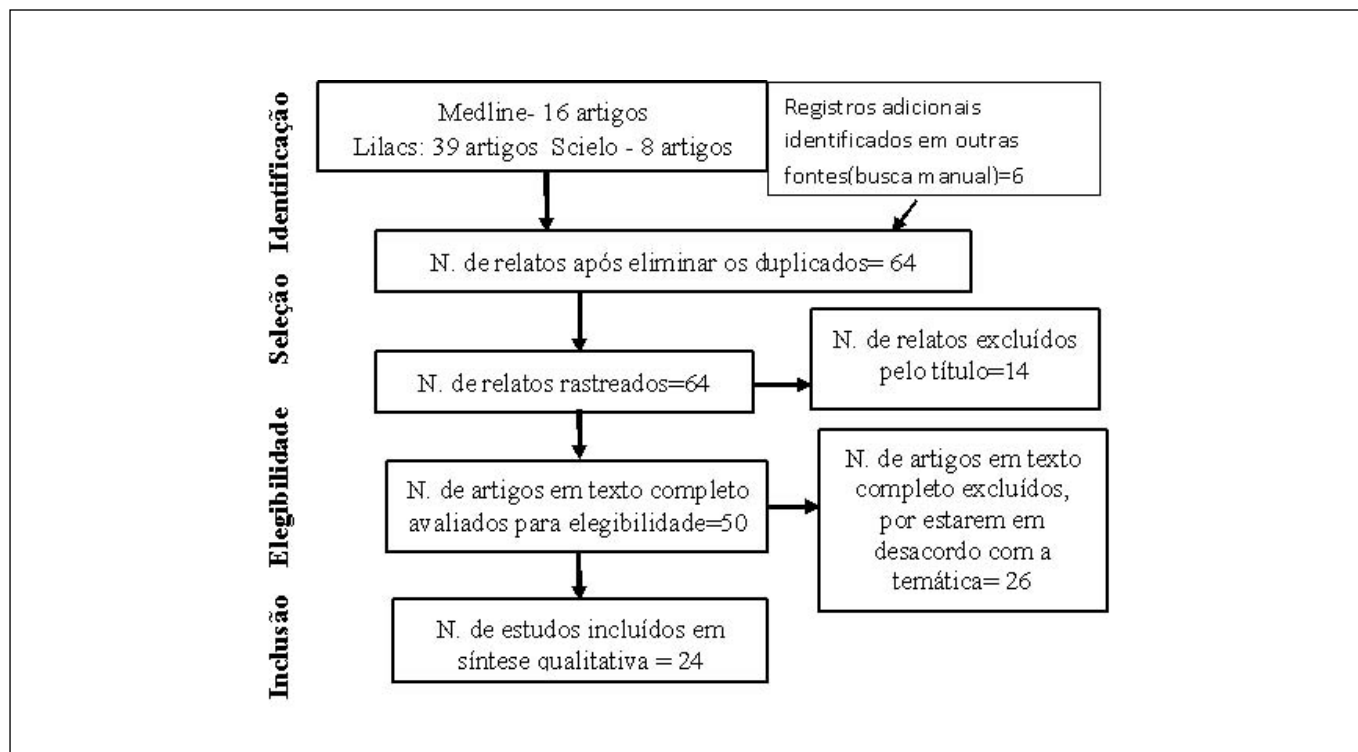 Identificação
Medline- 16 artigos
Lilacs: 39 artigos Scielo - 8 artigos
Registros adicionais
identificados em outras
fontes(busca manual)=6
N. de relatos após eliminar os duplicados= 64
Seleção
N. de relatos rastreados=64
N. de relatos excluídos
pelo título=14
Elegibilidade
N. de artigos em texto completo
avaliados para elegibilidade=50
N. de artigos em texto
completo excluídos,
por estarem em
desacordo com a
temática= 26
Inclusão
N. de estudos incluídos em
síntese qualitativa = 24